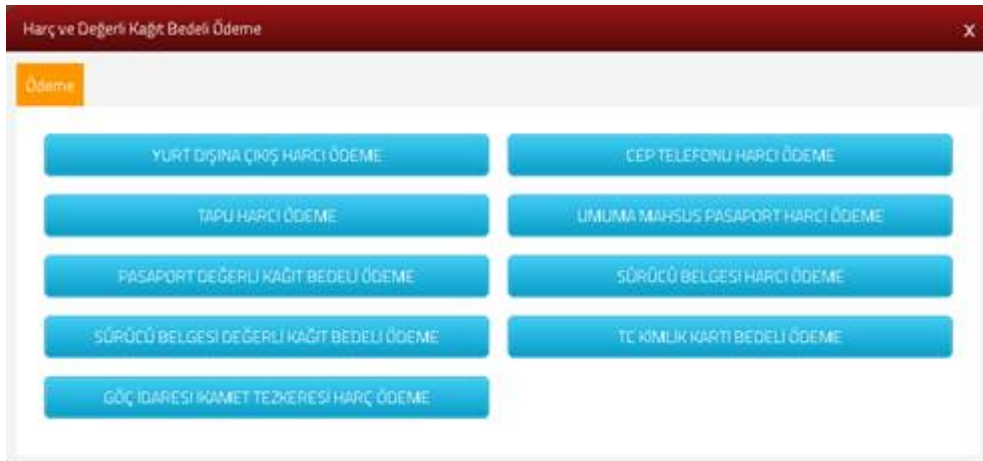 Harç ve Değerli Kağıt Bedeli Ödeme
X
Ödeme
YURT DIŞINA ÇIKIŞ HARCI ÖDEME
CEP TELEFONU HARCI ÖDEME
TAPU HARCI ÖDEME
UMUMA MAHSUS PASAPORT HARCI ÖDEME
PASAPORT DEĞERLİ KAĞIT BEDELİ ÖDEME
SÜRÜCÜ BELGESİ HARCI ÖDEME
SÜRÜCÜ BELGESİ DEĞERLİ KAĞIT BEDELİ ÖDEME
TC KİMLİK KARTI BEDELİ ÖDEME
GÖÇ İDARESİ İKAMET TEZKERESİ HARÇ ÖDEME